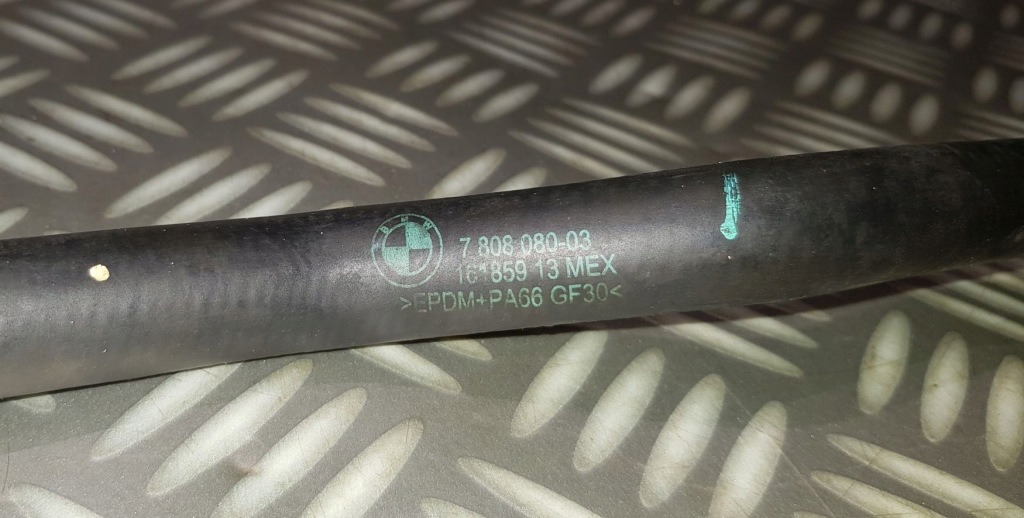 BMW
7 808 080-03
161859 13 MEX
>EPDM+PA66 GF30<